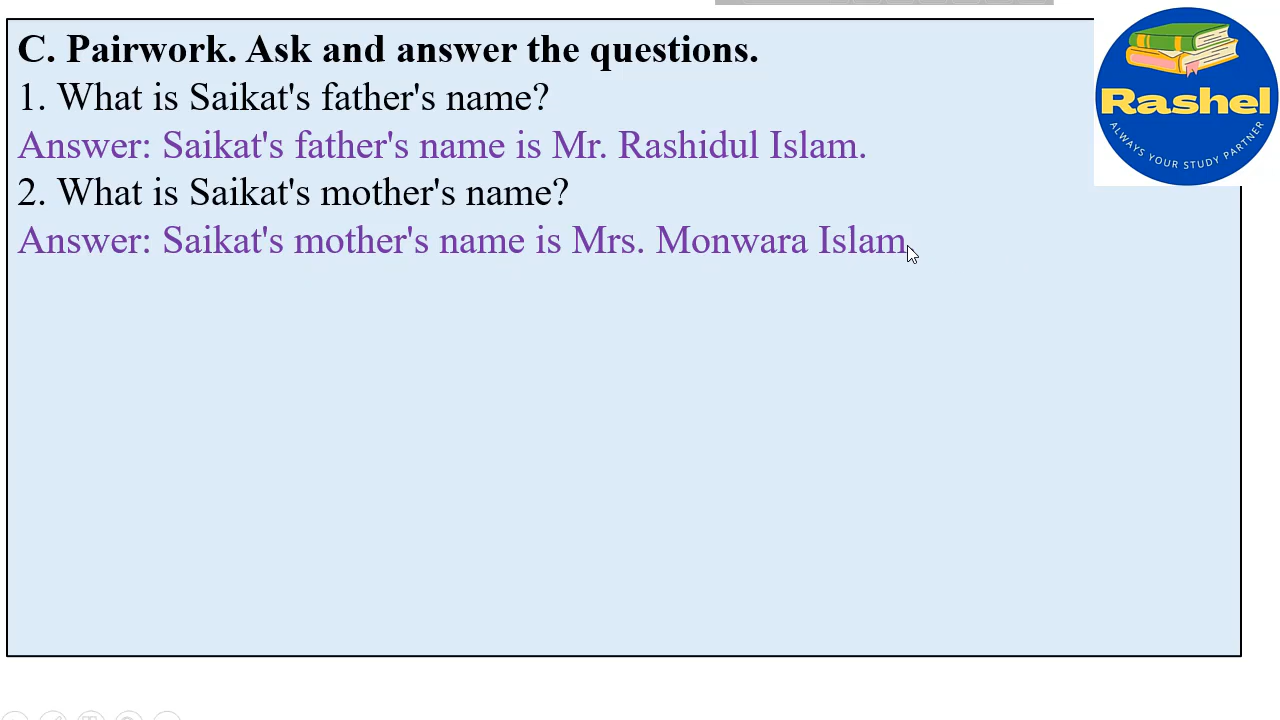 C. Pairwork. Ask and answer the questions.
1. What is Saikat's father's name?
Answer: Saikat's father's name is Mr. Rashidul Islam.
2. What is Saikat's mother's name?
Answer: Saikat's mother's name is Mrs. Monwara Islam.
Rashel
ALWAYS YOUR STUDY PARTNER